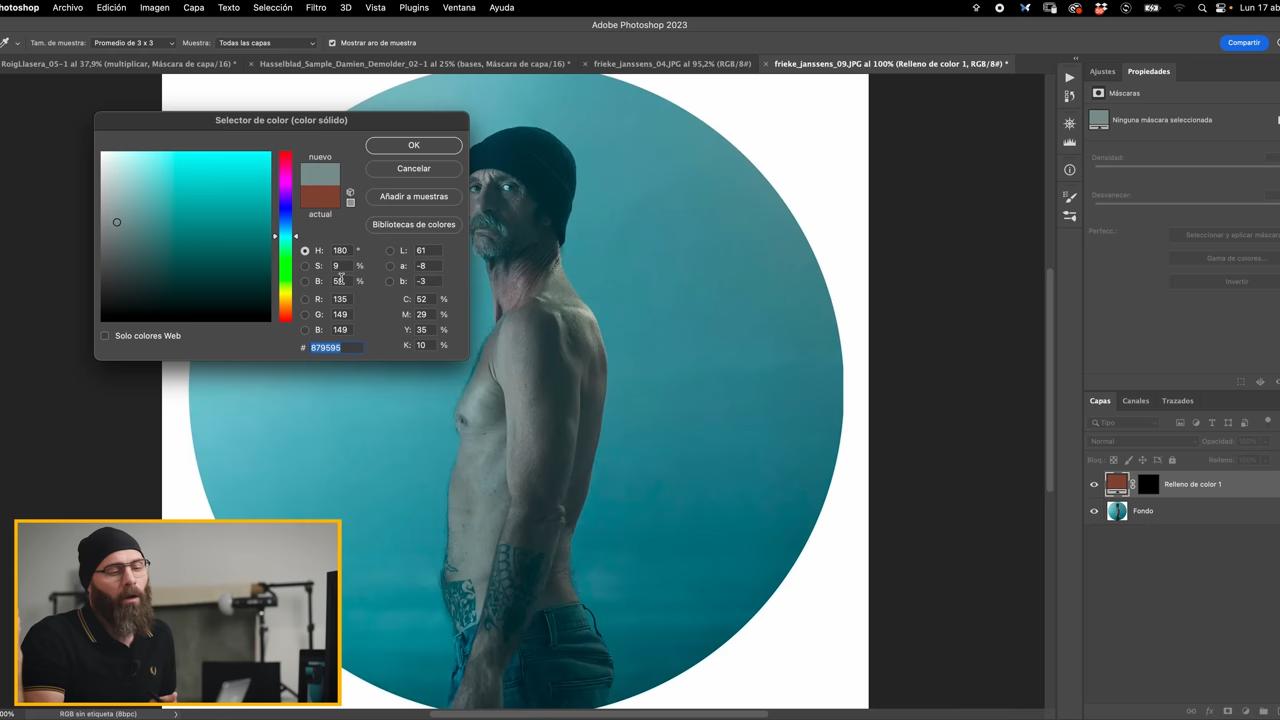 otoshop Archivo Edición Imagen Capa Texto Selección Filtro 3D Vista Plugins Ventana Ayuda Lun 17 ab
Adobe Photoshop 2023
Tam. de muestra: Promedio de 3 x 3 Muestra: Todas las capas Mostrar aro de muestra Compartir
RoigLlasera_05-1 al 37,9% (multiplicar, Máscara de capa/16) * × Hasselblad_Sample_Damien_Demolder_02-1 al 25% (bases, Máscara de capa/16) * × frieke_janssens_04.JPG al 95,2% (RGB/8#) × frieke_janssens_09.JPG al 100% (Relleno de color 1, RGB/8#) *
Selector de color (color sólido)
nuevo
actual
OK
Cancelar
Añadir a muestras
Bibliotecas de colores
H: 180 ° L: 61
S: 9 % a: -8
B: % b: -3
R: 135 C: 52 %
G: 149 M: 29 %
B: 149 Y: 35 %
# 879595 K: 10 %
Solo colores Web
Ajustes Propiedades
Máscaras
Ninguna máscara seleccionada
Densidad:
Desvanecer:
Perfecc.:
Seleccionar y aplicar máscara
Gama de colores...
Invertir
Capas Canales Trazados
Tipo
Normal Opacidad: 100%
Bloq.: Relleno: 100%
Relleno de color 1
Fondo
00% RGB sin etiqueta (8bpc)